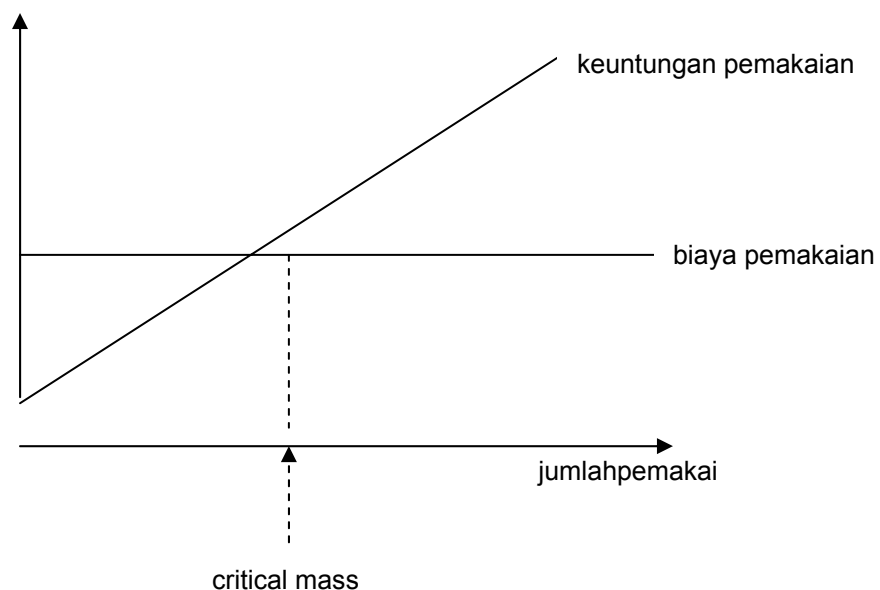 keuntungan pemakaian
biaya pemakaian
jumlahpemakai
critical mass